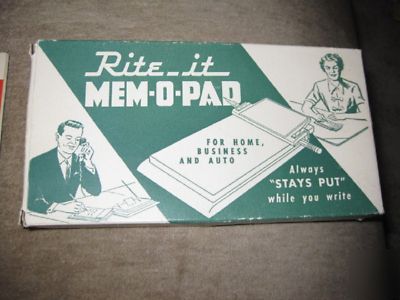 Rite-it
MEM-O-PAD
FOR HOME,
BUSINESS
AND AUTO
Always
"STAYS PUT"
while you write